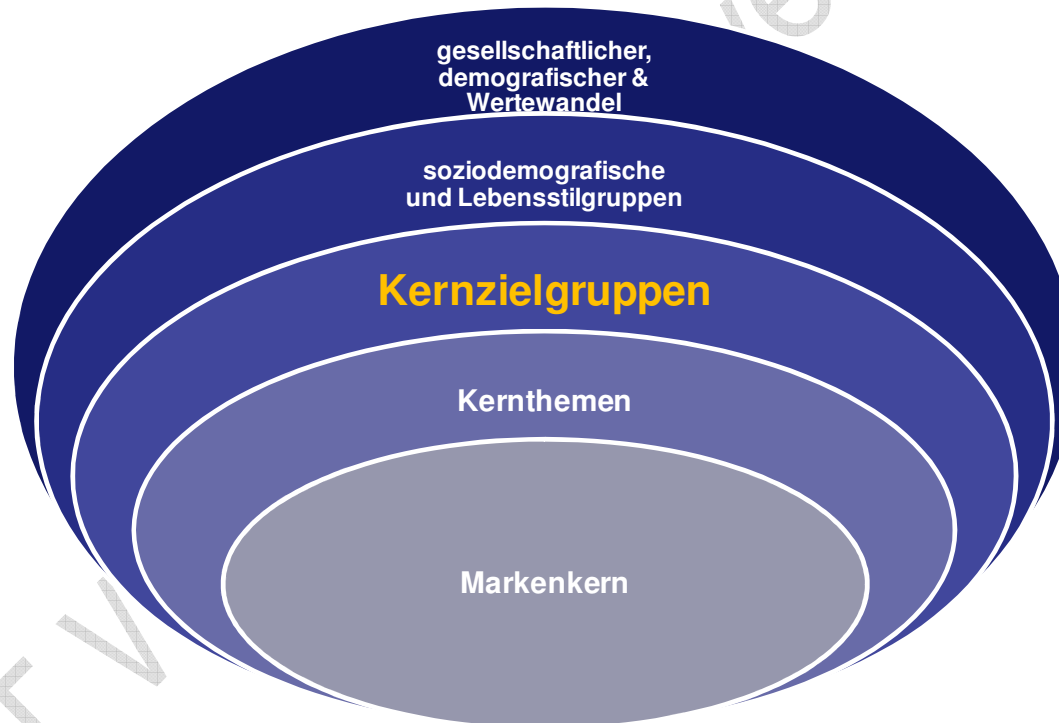 gesellschaftlicher,
demografischer &
Wertewandel
soziodemografische
und Lebensstilgruppen
Kernzielgruppen
Kernthemen
Markenkern